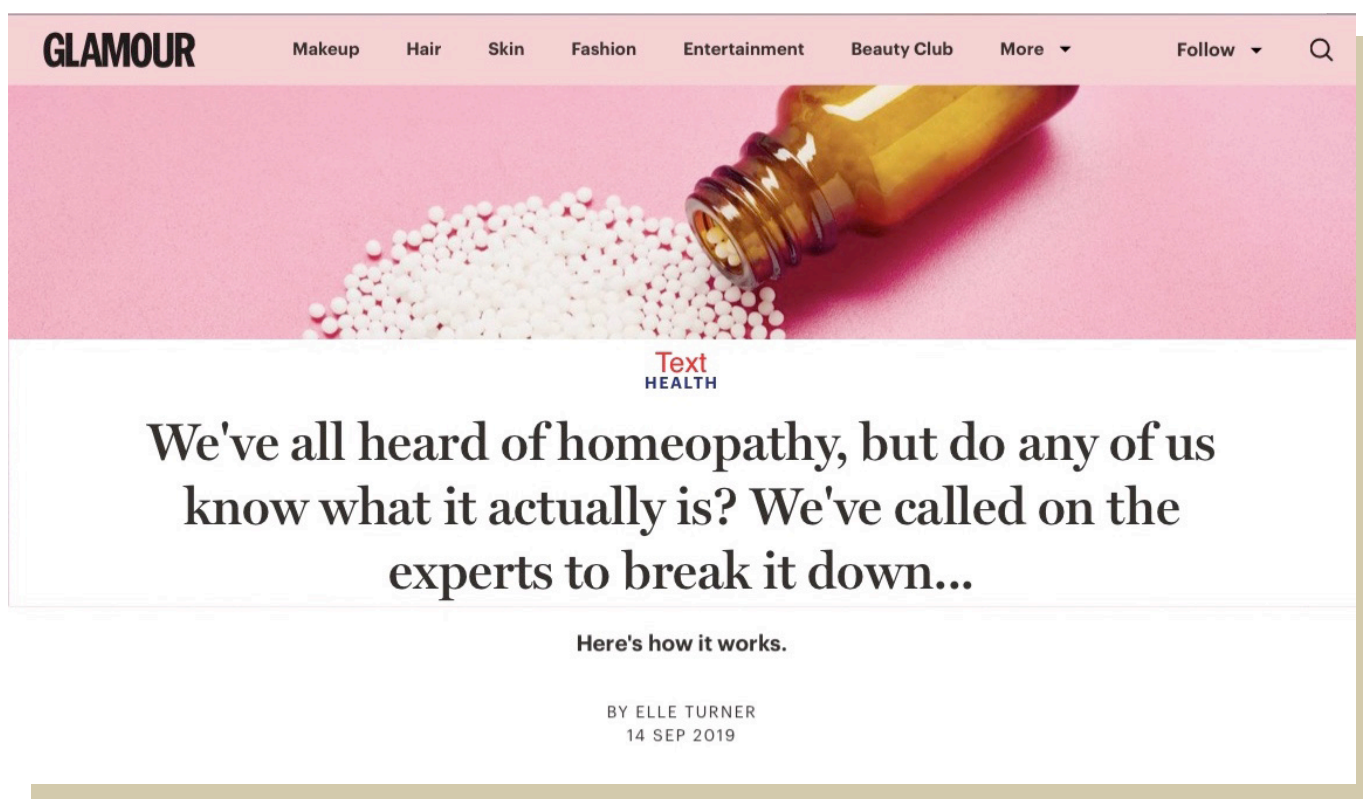 GLAMOUR Makeup Hair Skin Fashion Entertainment Beauty Club More Follow
Text
HEALTH
We've all heard of homeopathy, but do any of us
know what it actually is? We've called on the
experts to break it down...
Here's how it works.
BY ELLE TURNER
14 SEP 2019